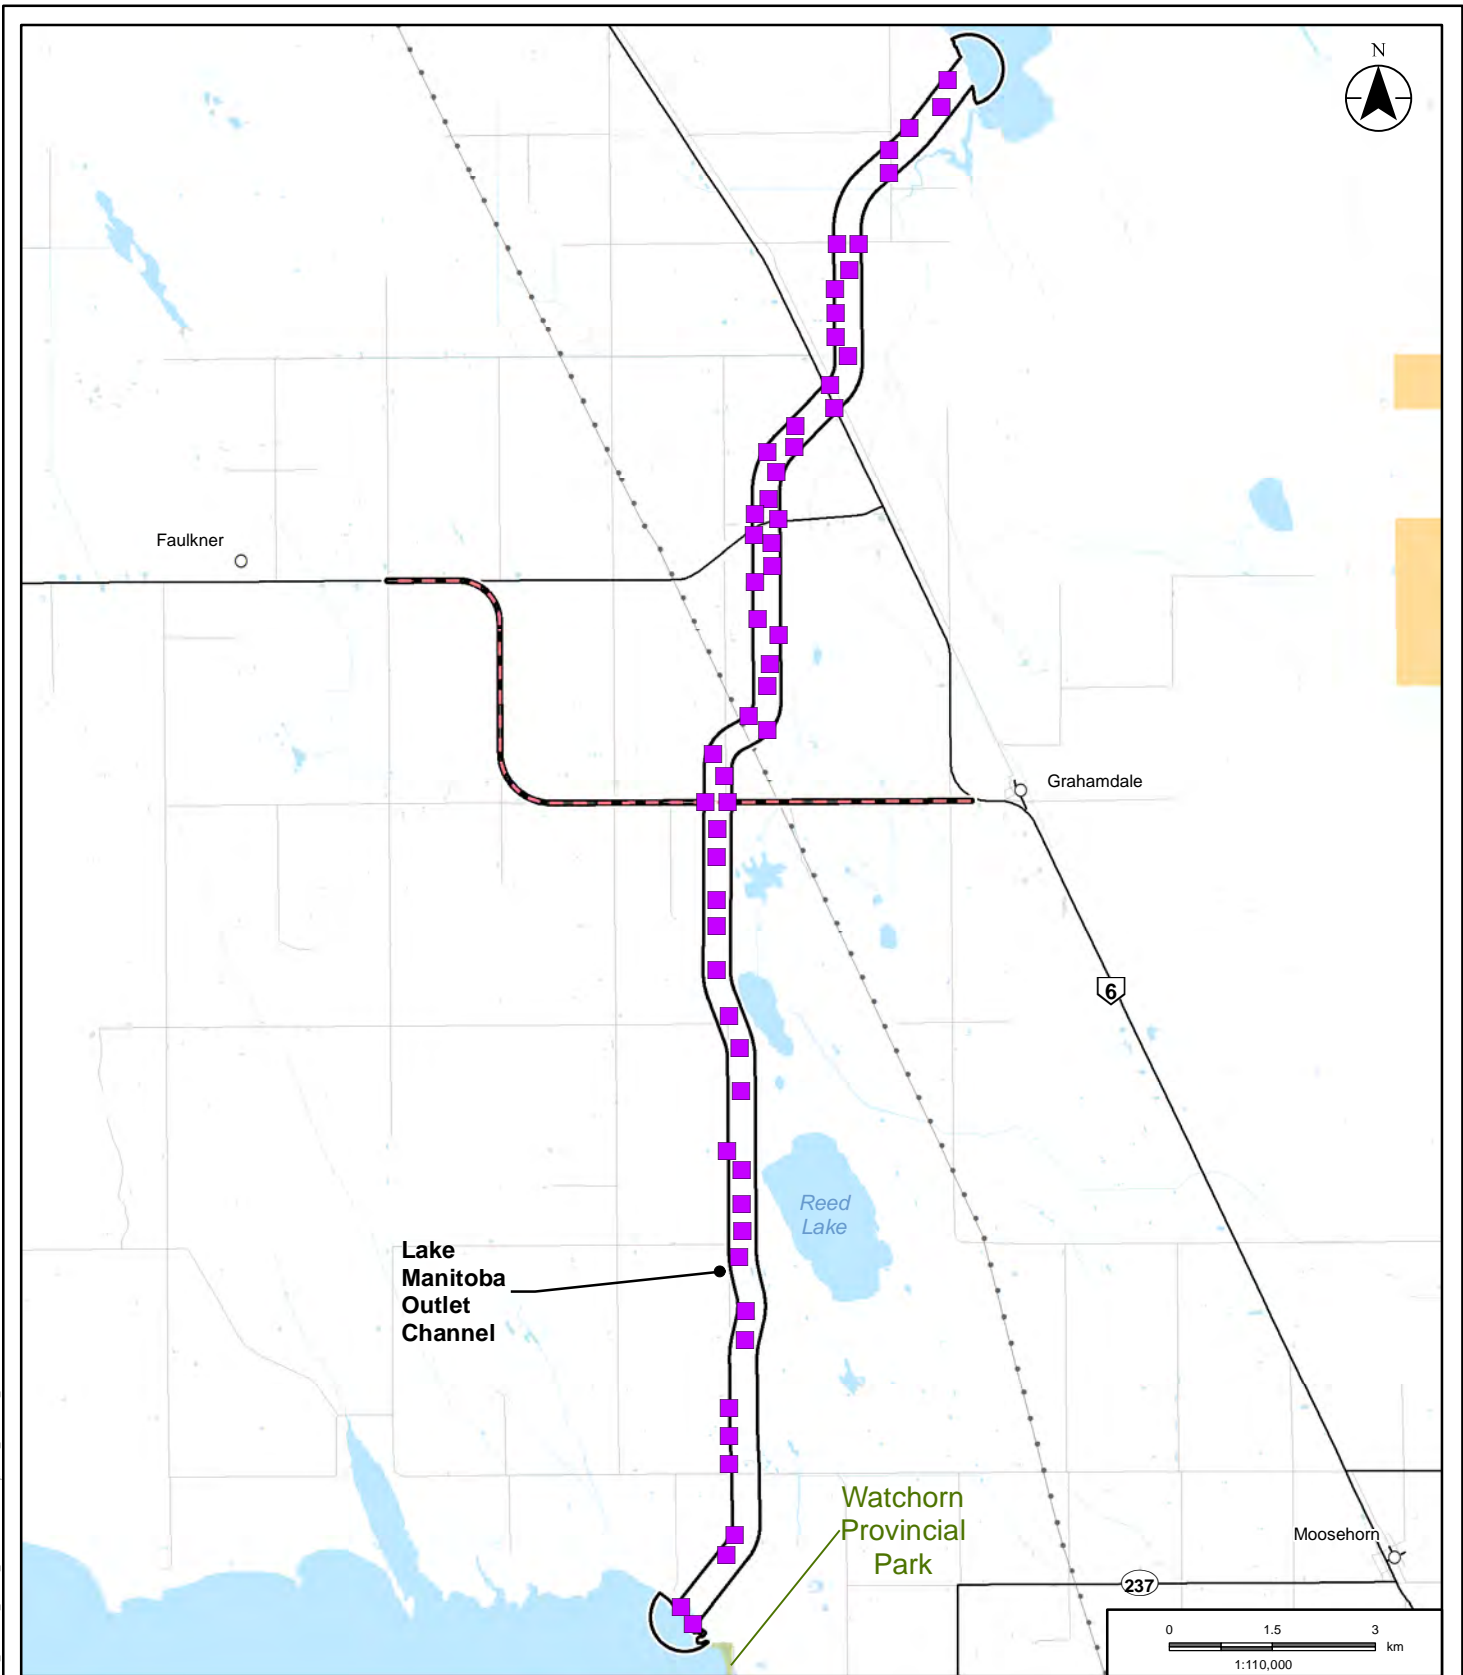 N
Faulkner
Grahamdale
6
Reed
Lake
Lake
Manitoba
Outlet
Channel
Watchorn
Provincial
Park
Moosehorn
237
0 1.5 3
km
1:110,000